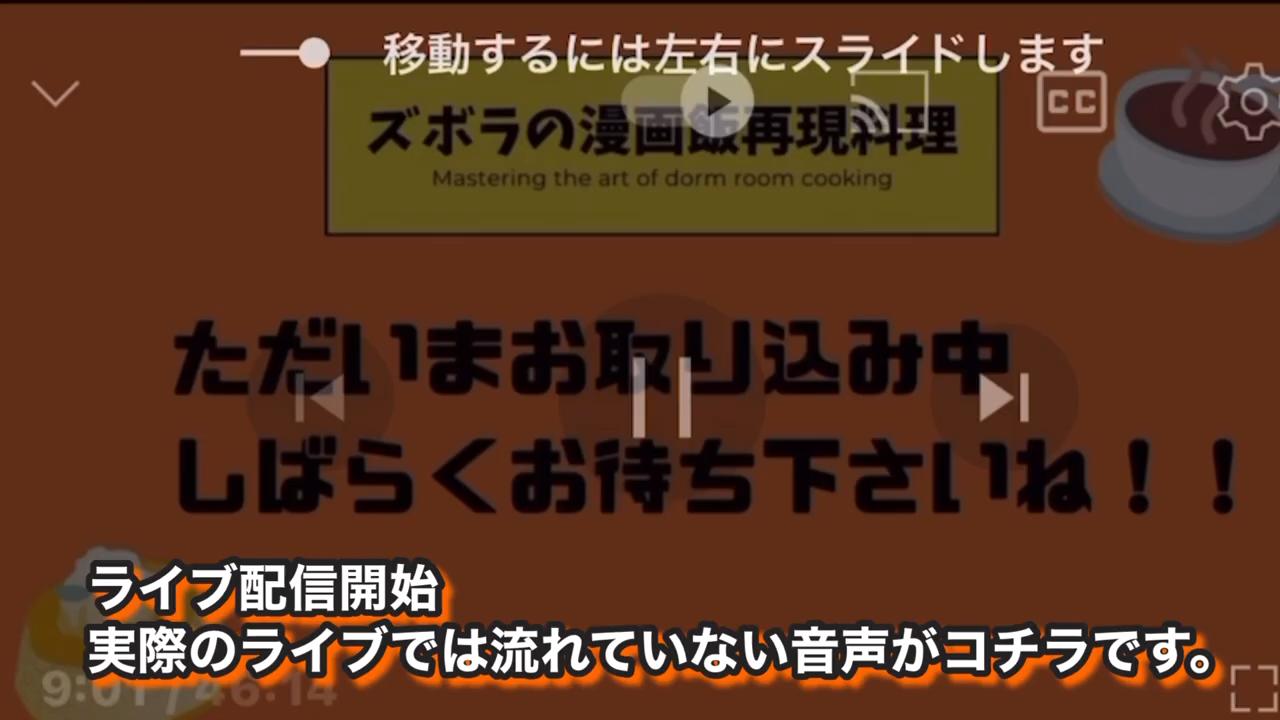 移動するには左右にスライドします
CC
ズボラの漫画飯再現料理
Mastering the art of dorm room cooking
ただいまお取り込み中
しばらくお待ち下さいね！！
ライブ配信開始
実際のライブでは流れていない音声がコチラです。
9:01 / 46:14